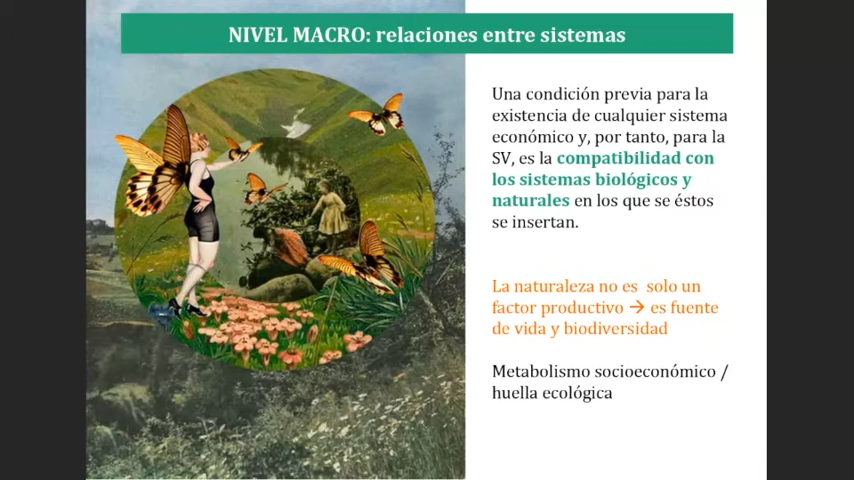 NIVEL MACRO: relaciones entre sistemas
Una condición previa para la
existencia de cualquier sistema
económico y, por tanto, para la
SV, es la compatibilidad con
los sistemas biológicos y
naturales en los que se éstos
se insertan.
La naturaleza no es solo un
factor productivo → es fuente
de vida y biodiversidad
Metabolismo socioeconómico /
huella ecológica